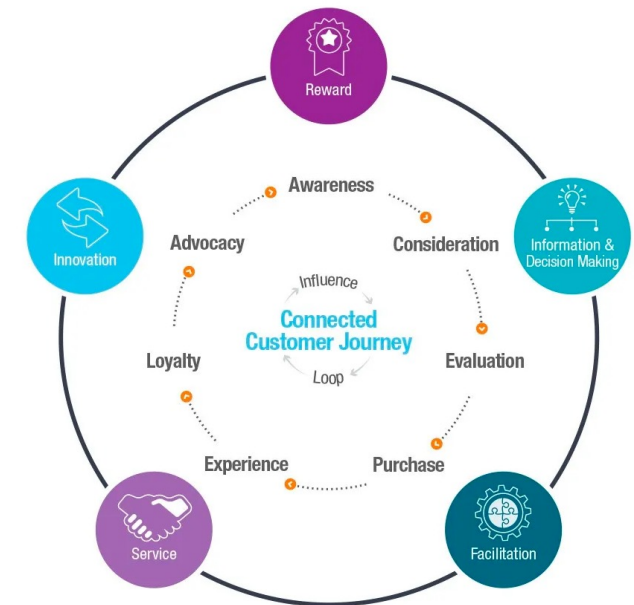 Reward
Information &
Decision Making
Facilitation
Service
Innovation
Awareness
Consideration
Evaluation
Purchase
Experience
Loyalty
Advocacy
Influence
Connected
Customer Journey
Loop